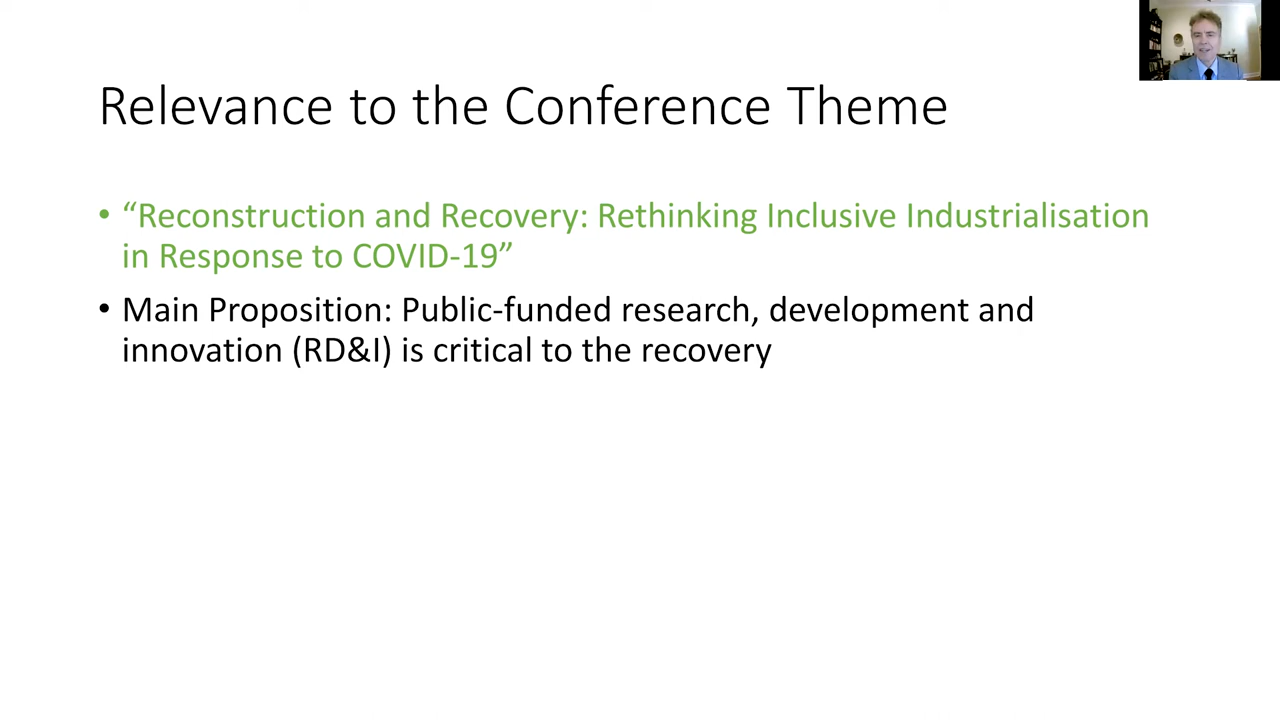 Relevance to the Conference Theme
• “Reconstruction and Recovery: Rethinking Inclusive Industrialisation
in Response to COVID-19”
• Main Proposition: Public-funded research, development and
innovation (RD&I) is critical to the recovery